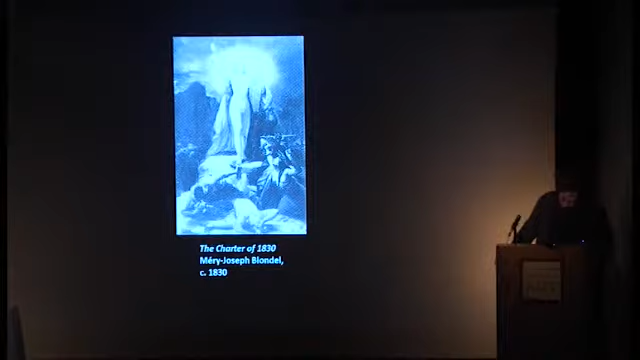 The Charter of 1830
Méry-Joseph Blondel,
c. 1830